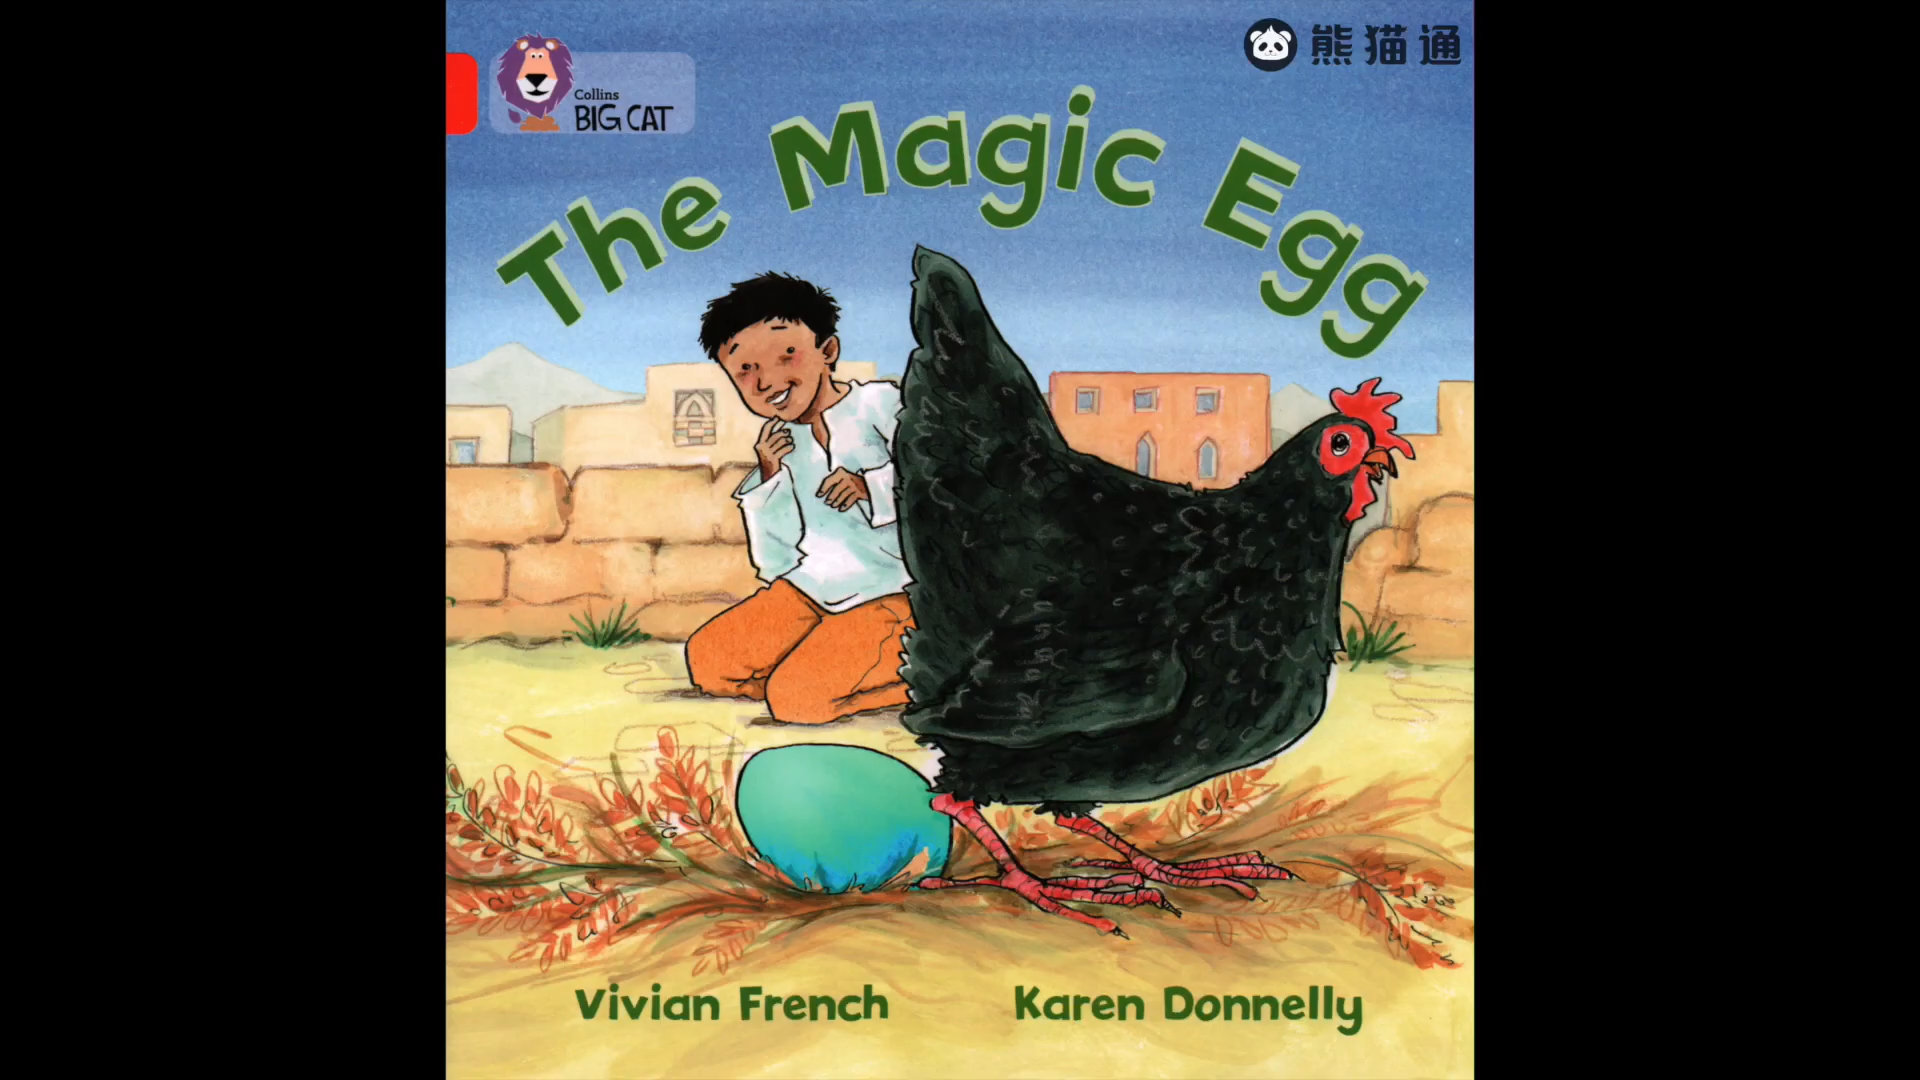 熊猫通
Collins
BIG CAT
The Magic Egg
Vivian French
Karen Donnelly